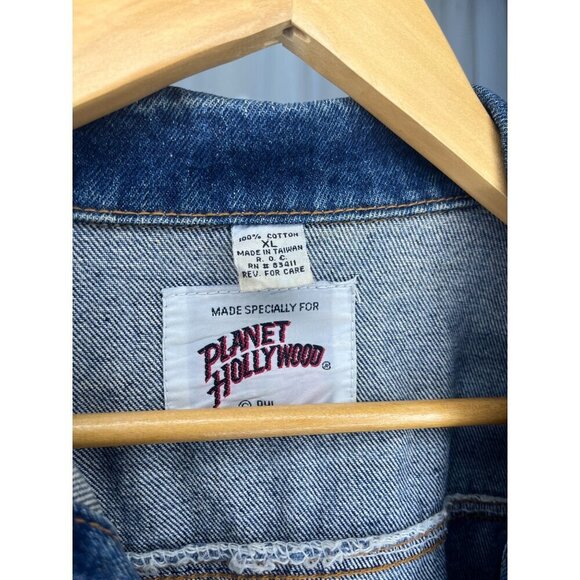 100% COTTON
XL
MADE IN TAIWAN
R. O. C.
RN # 83411
REV. FOR CARE
MADE SPECIALLY FOR
PLANET
HOLLYWOOD®
©